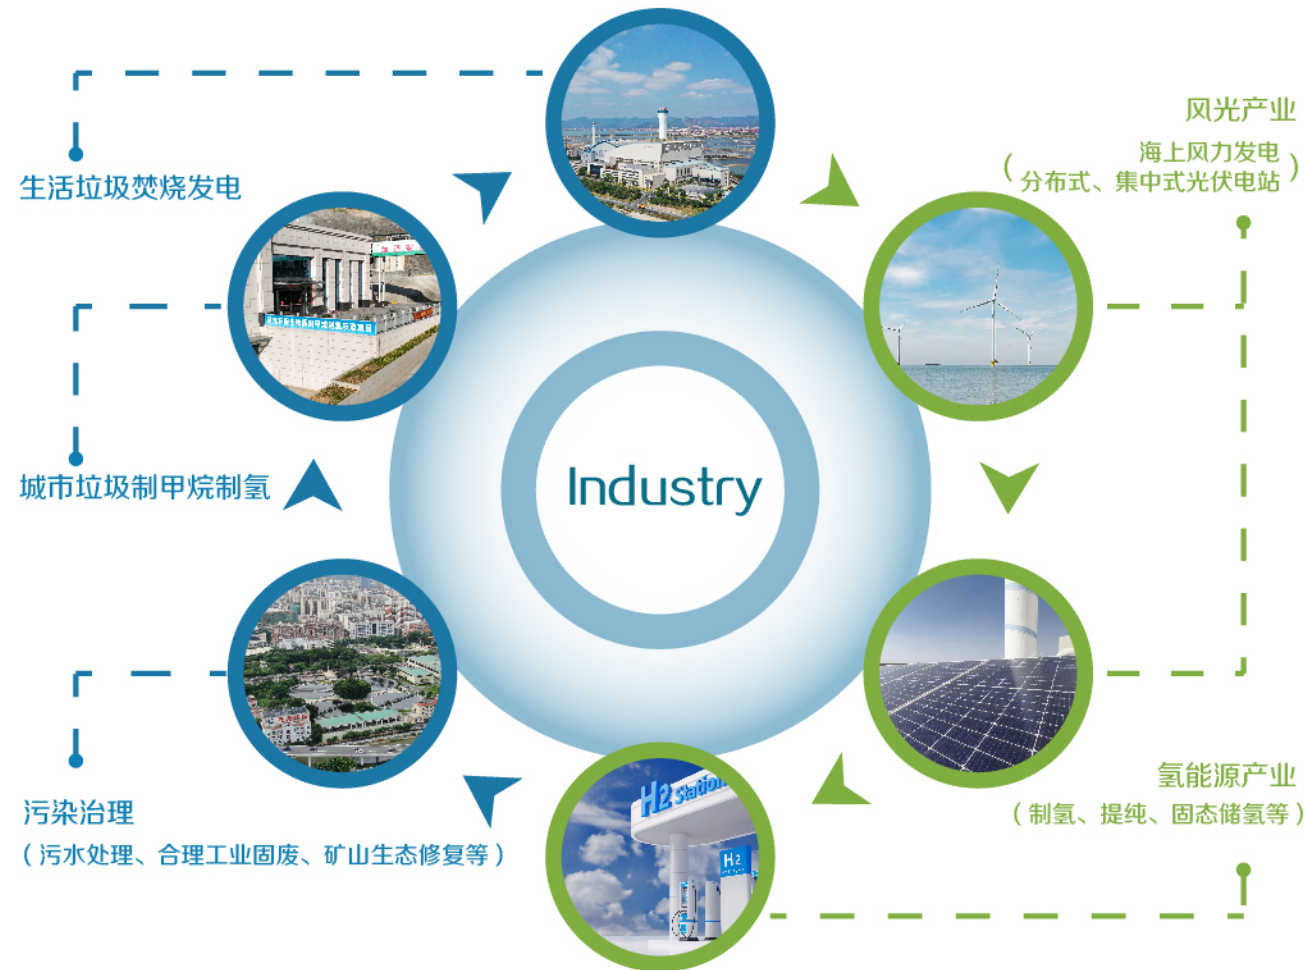 风光产业
（海上风力发电
分布式、集中式光伏电站）
生活垃圾焚烧发电
Industry
城市垃圾制甲烷制氢
氢能源产业
（制氢、提纯、固态储氢等）
污染治理
（污水处理、合理工业固废、矿山生态修复等）
H2 Station
H2